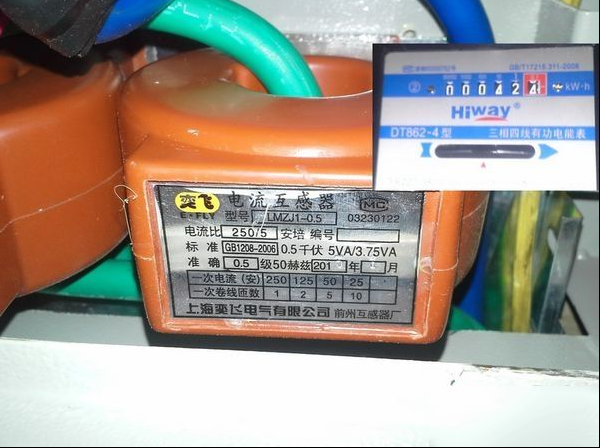 GB/T17215.311-2008
② 000424 kW·h
Hiway®
DT862-4型 三相四线有功电能表
奕飞 电流互感器 MC
E-FLY 型号 LMZJ1-0.5 03230122
电流比 250/5 安培 编号
标准 GB1208-2006 0.5千伏 5VA/3.75VA
准确 0.5 级50赫兹 201 年 月
一次电流(安) 250 125 50 25
一次卷线匝数 1 2 5 10
上海奕飞电气有限公司 前州互感器厂